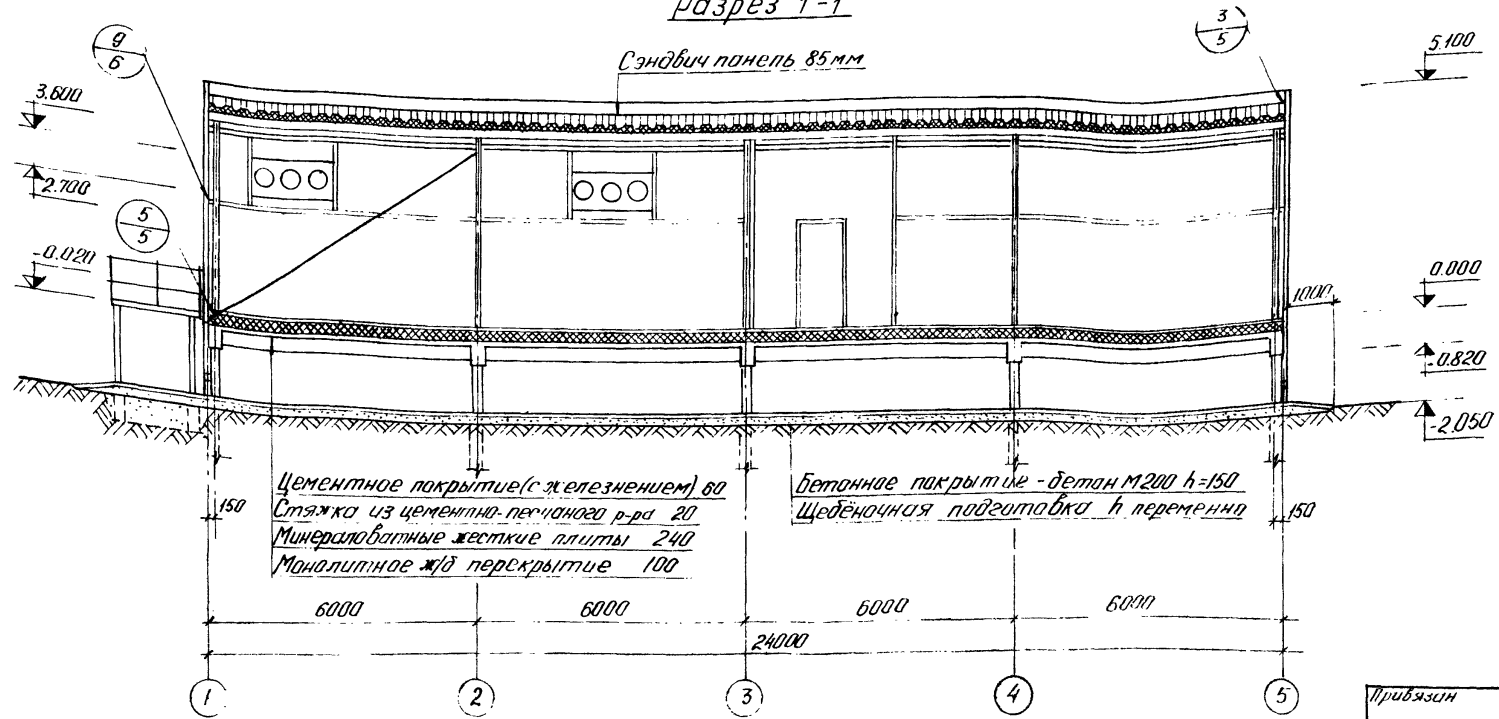 Разрез 1-1
9
6
3
5
5.100
Сэндвич панель 85мм
3.600
2.700
5
5
-0.020
0.000
1000
-0.820
-2.050
Цементное покрытие (с железнением) 60
Стяжка из цементно-песчаного р-ра 20
Минераловатные жесткие плиты 240
Монолитное ж/б перекрытие 100
Бетонное покрытие - бетон М200 h=150
Щебёночная подготовка h переменно
150
150
6000
6000
6000
6000
24000
1
2
3
4
5
Привязан